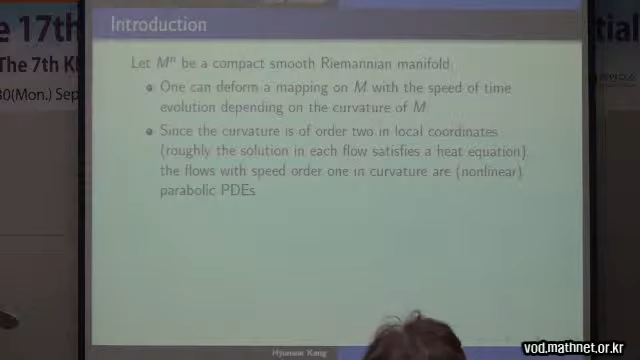 Introduction
e 17th
tial
Let Mⁿ be a compact smooth Riemannian manifold
The 7th K
One can deform a mapping on M with the speed of time
evolution depending on the curvature of M
30(Mon.) Sep
Since the curvature is of order two in local coordinates
(roughly the solution in each flow satisfies a heat equation)
the flows with speed order one in curvature are (nonlinear)
parabolic PDEs
Hyunsuk Kang
vod.mathnet.or.kr